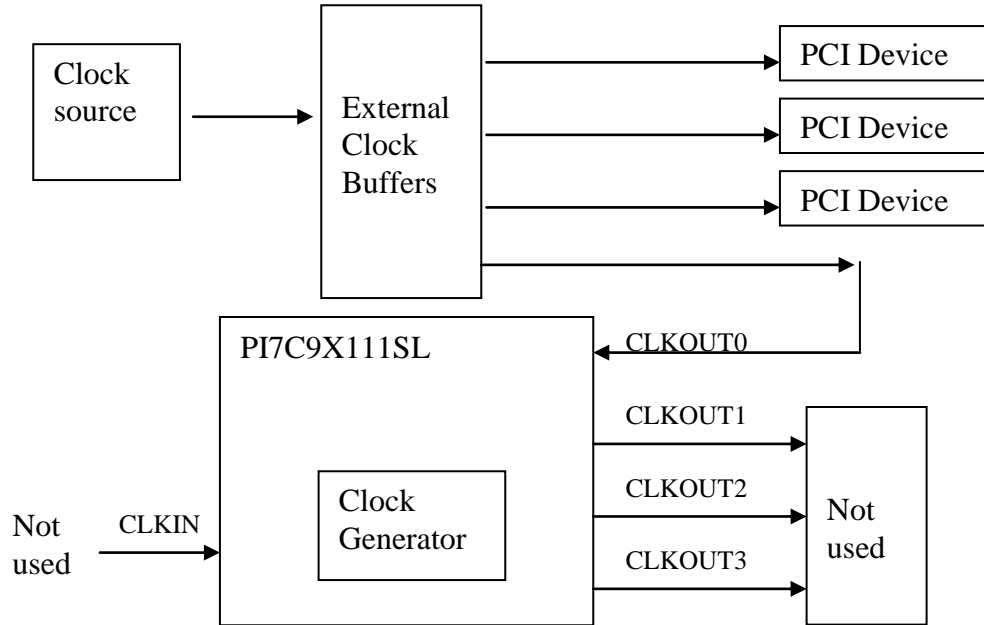 Clock
source
External
Clock
Buffers
PCI Device
PCI Device
PCI Device
PI7C9X111SL
CLKOUT0
CLKOUT1
CLKOUT2
CLKOUT3
Clock
Generator
Not
used
CLKIN
Not
used